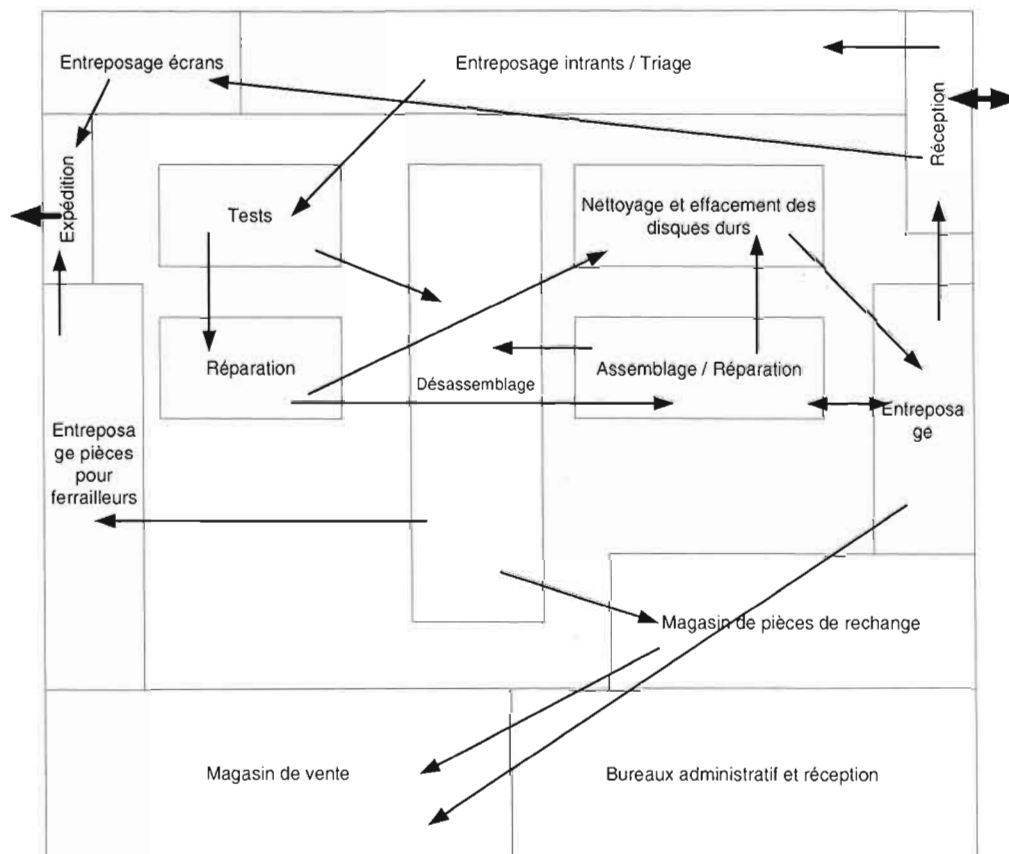 Entreposage écrans
Entreposage intrants / Triage
Réception
Expédition
Tests
Nettoyage et effacement des
disques durs
Réparation
Désassemblage
Assemblage / Réparation
Entreposa
ge
Entreposa
ge pièces
pour
ferrailleurs
Magasin de pièces de rechange
Magasin de vente
Bureaux administratif et réception